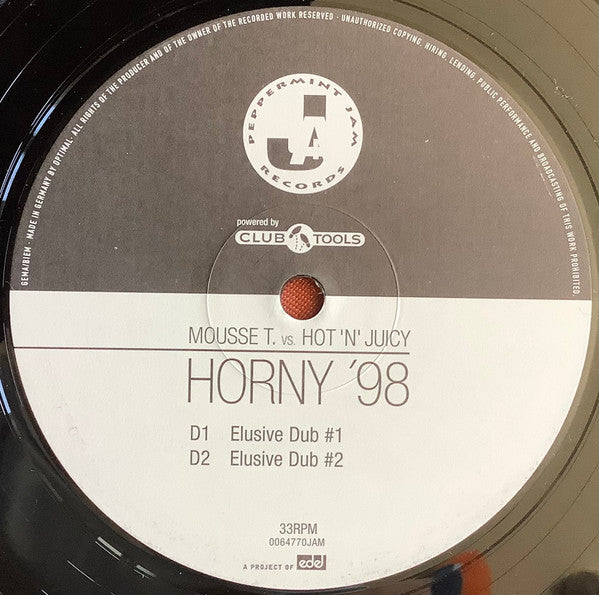 GEMA/BIEM · MADE IN GERMANY BY OPTIMAL · ALL RIGHTS OF THE PRODUCER AND OF THE OWNER OF THE RECORDED WORK RESERVED · UNAUTHORIZED COPYING, HIRING, LENDING, PUBLIC PERFORMANCE AND BROADCASTING OF THIS WORK PROHIBITED.
PEPPERMINT JAM
JA
RECORDS
powered by
CLUB TOOLS
MOUSSE T. vs. HOT 'N' JUICY
HORNY ´98
D1 Elusive Dub #1
D2 Elusive Dub #2
33RPM
0064770JAM
A PROJECT OF edel